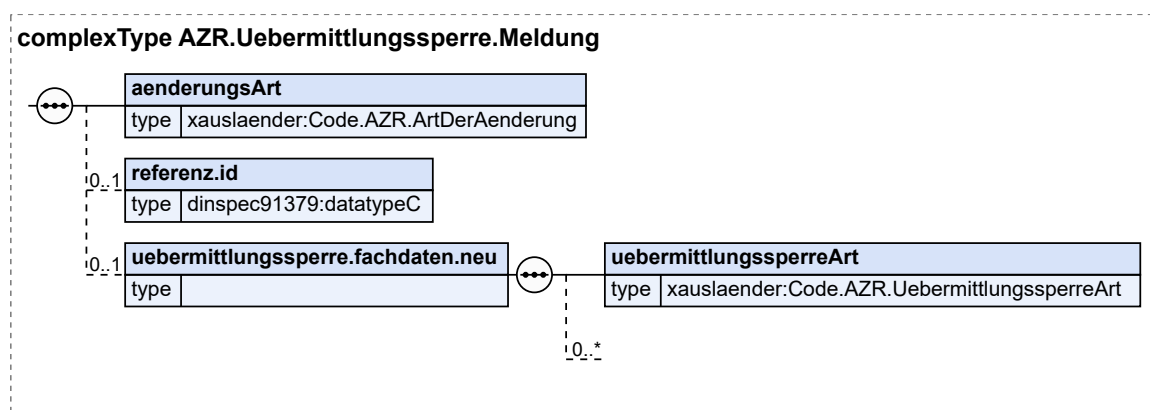 complexType AZR.Uebermittlungssperre.Meldung
aenderungsArt
type xauslaender:Code.AZR.ArtDerAenderung
0..1 referenz.id
type dinspec91379:datatypeC
0..1 uebermittlungssperre.fachdaten.neu
type
uebermittlungssperreArt
type xauslaender:Code.AZR.UebermittlungssperreArt
0..*